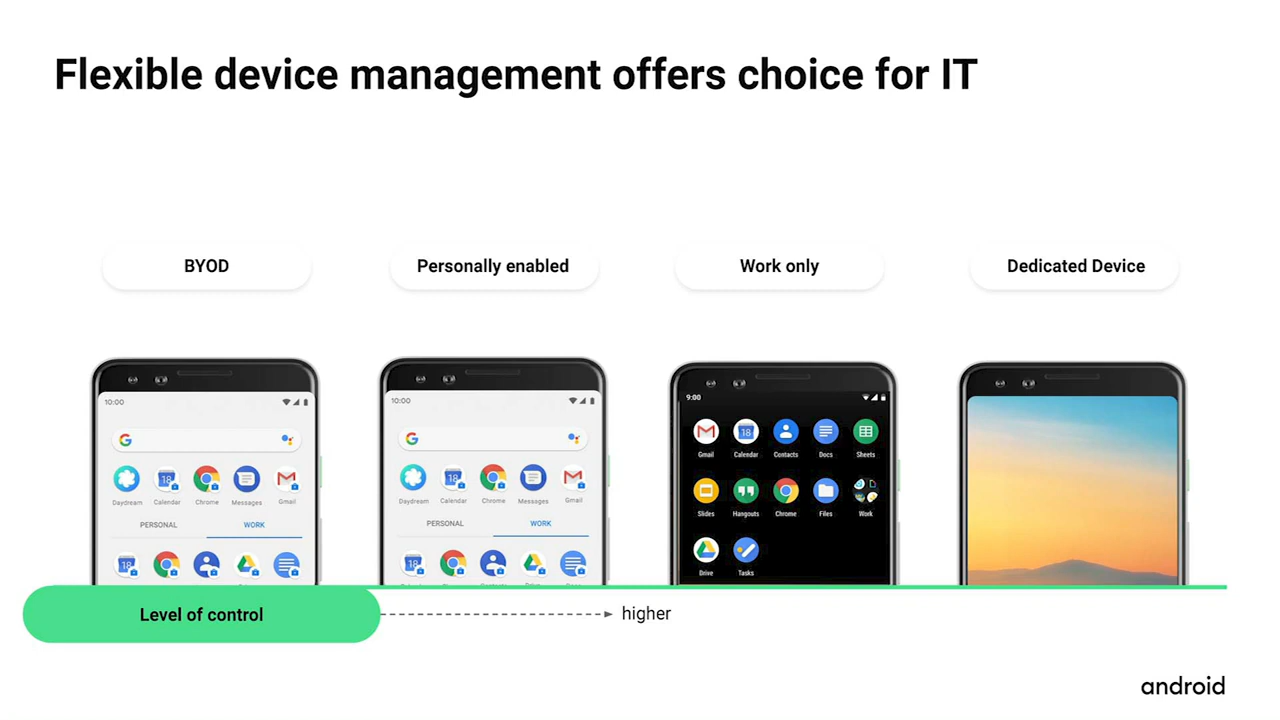 Flexible device management offers choice for IT
BYOD
Personally enabled
Work only
Dedicated Device
10:00
Daydream Calendar Chrome Messages Gmail
PERSONAL WORK
10:00
Daydream Calendar Chrome Messages Gmail
PERSONAL WORK
9:00
Gmail Calendar Contacts Docs Sheets
Slides Hangouts Chrome Files Work
Drive Tasks
Level of control
higher
android